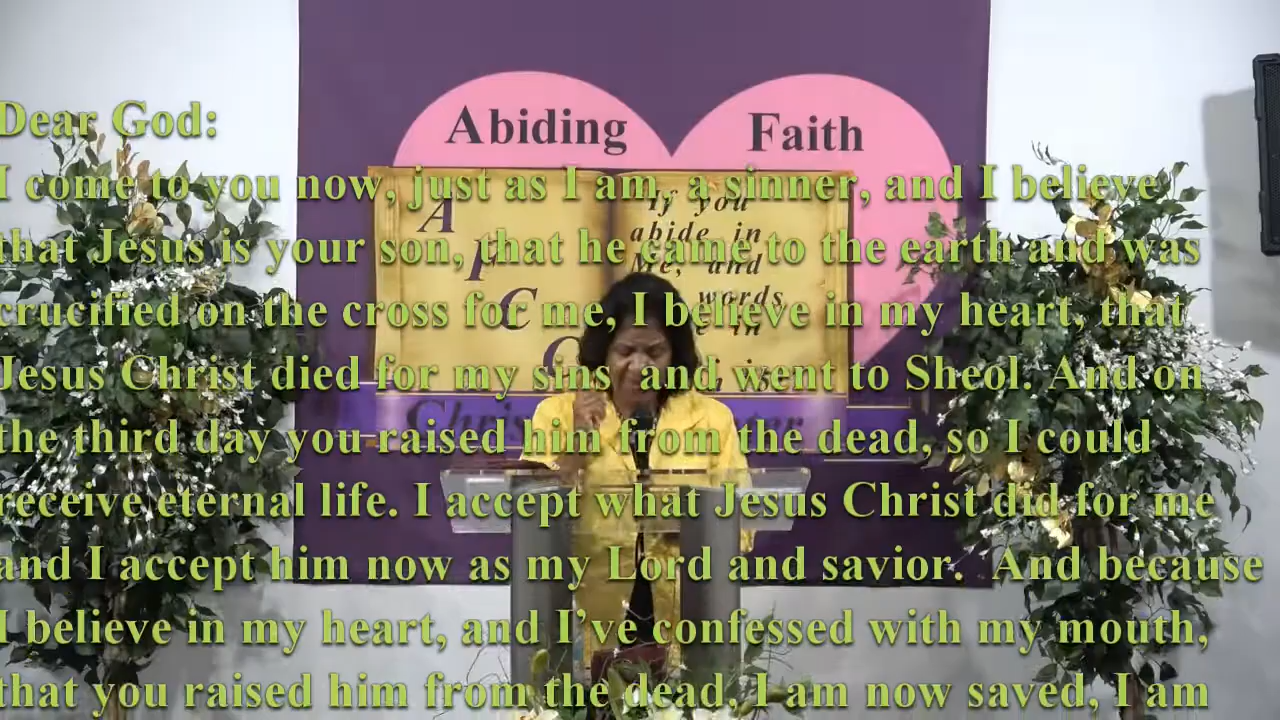 Abiding Faith
Dear God:
I come to you now, just as I am, a sinner, and I believe
that Jesus is your son, that he came to the earth and was
crucified on the cross for me, I believe in my heart, that
Jesus Christ died for my sins and went to Sheol. And on
the third day you raised him from the dead, so I could
receive eternal life. I accept what Jesus Christ did for me
and I accept him now as my Lord and savior. And because
I believe in my heart, and I've confessed with my mouth,
that you raised him from the dead, I am now saved, I am
A
F
C
C
If you
abide in
Me, and
words
in